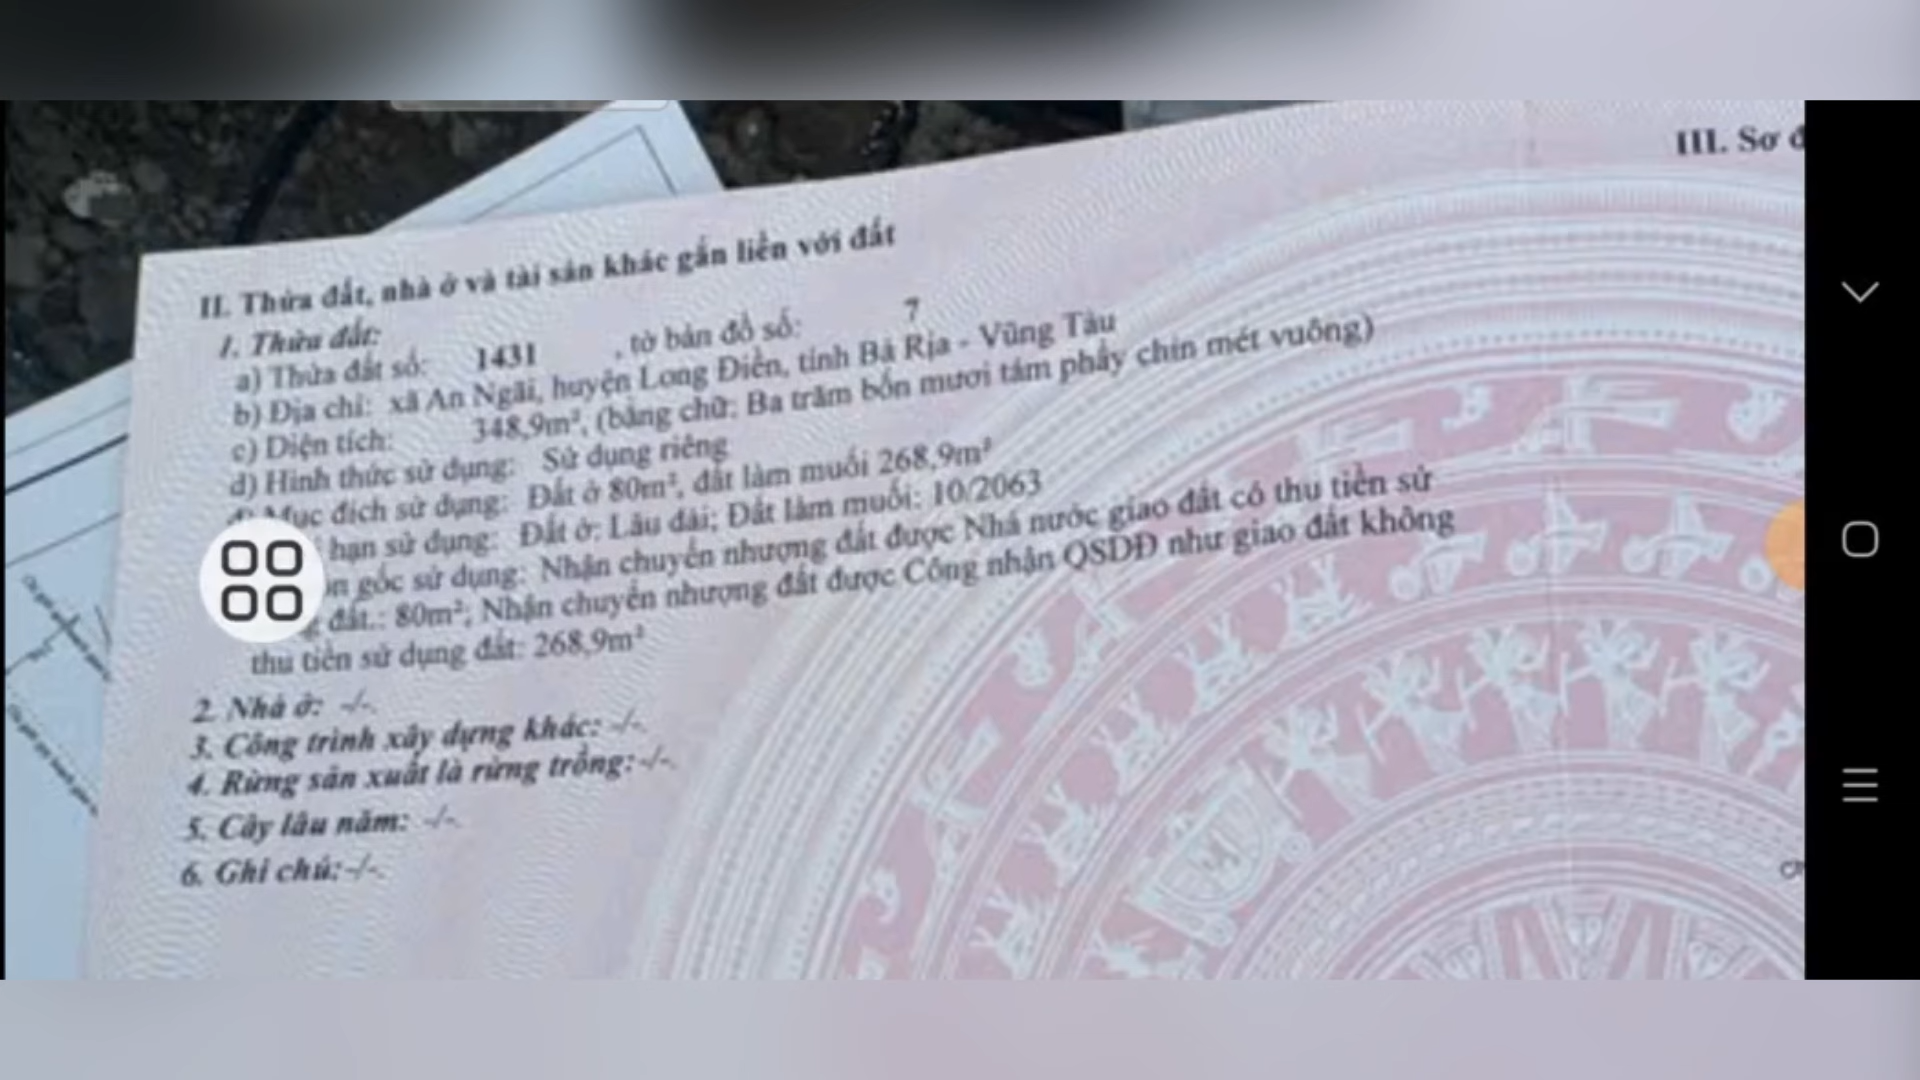 III. Sơ đ
II. Thửa đất, nhà ở và tài sản khác gắn liền với đất
1. Thửa đất:
a) Thửa đất số: 1431 , tờ bản đồ số: 7
b) Địa chỉ: xã An Ngãi, huyện Long Điền, tỉnh Bà Rịa - Vũng Tàu
c) Diện tích: 348,9m², (bằng chữ: Ba trăm bốn mươi tám phẩy chín mét vuông)
d) Hình thức sử dụng: Sử dụng riêng
Mục đích sử dụng: Đất ở 80m², đất làm muối 268,9m²
hạn sử dụng: Đất ở: Lâu dài; Đất làm muối: 10/2063
gốc sử dụng: Nhận chuyển nhượng đất được Nhà nước giao đất có thu tiền sử
đất.: 80m²; Nhận chuyển nhượng đất được Công nhận QSDĐ như giao đất không
thu tiền sử dụng đất: 268,9m²
2. Nhà ở: -/-.
3. Công trình xây dựng khác: -/-.
4. Rừng sản xuất là rừng trồng: -/-.
5. Cây lâu năm: -/-.
6. Ghi chú: -/-.